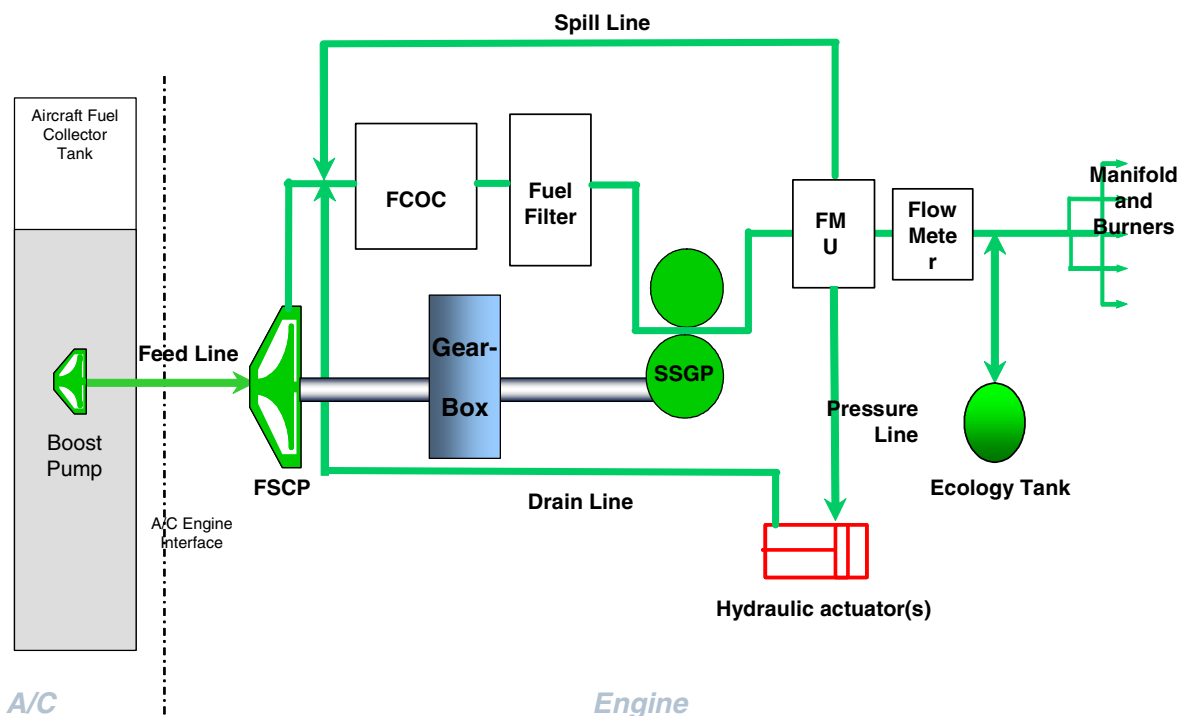 Spill Line
Aircraft Fuel
Collector
Tank
FCOC
Fuel
Filter
FM
U
Flow
Mete
r
Manifold
and
Burners
Feed Line
Gear-
Box
SSGP
Boost
Pump
FSCP
Pressure
Line
Ecology Tank
Drain Line
A/C Engine
Interface
Hydraulic actuator(s)
A/C
Engine